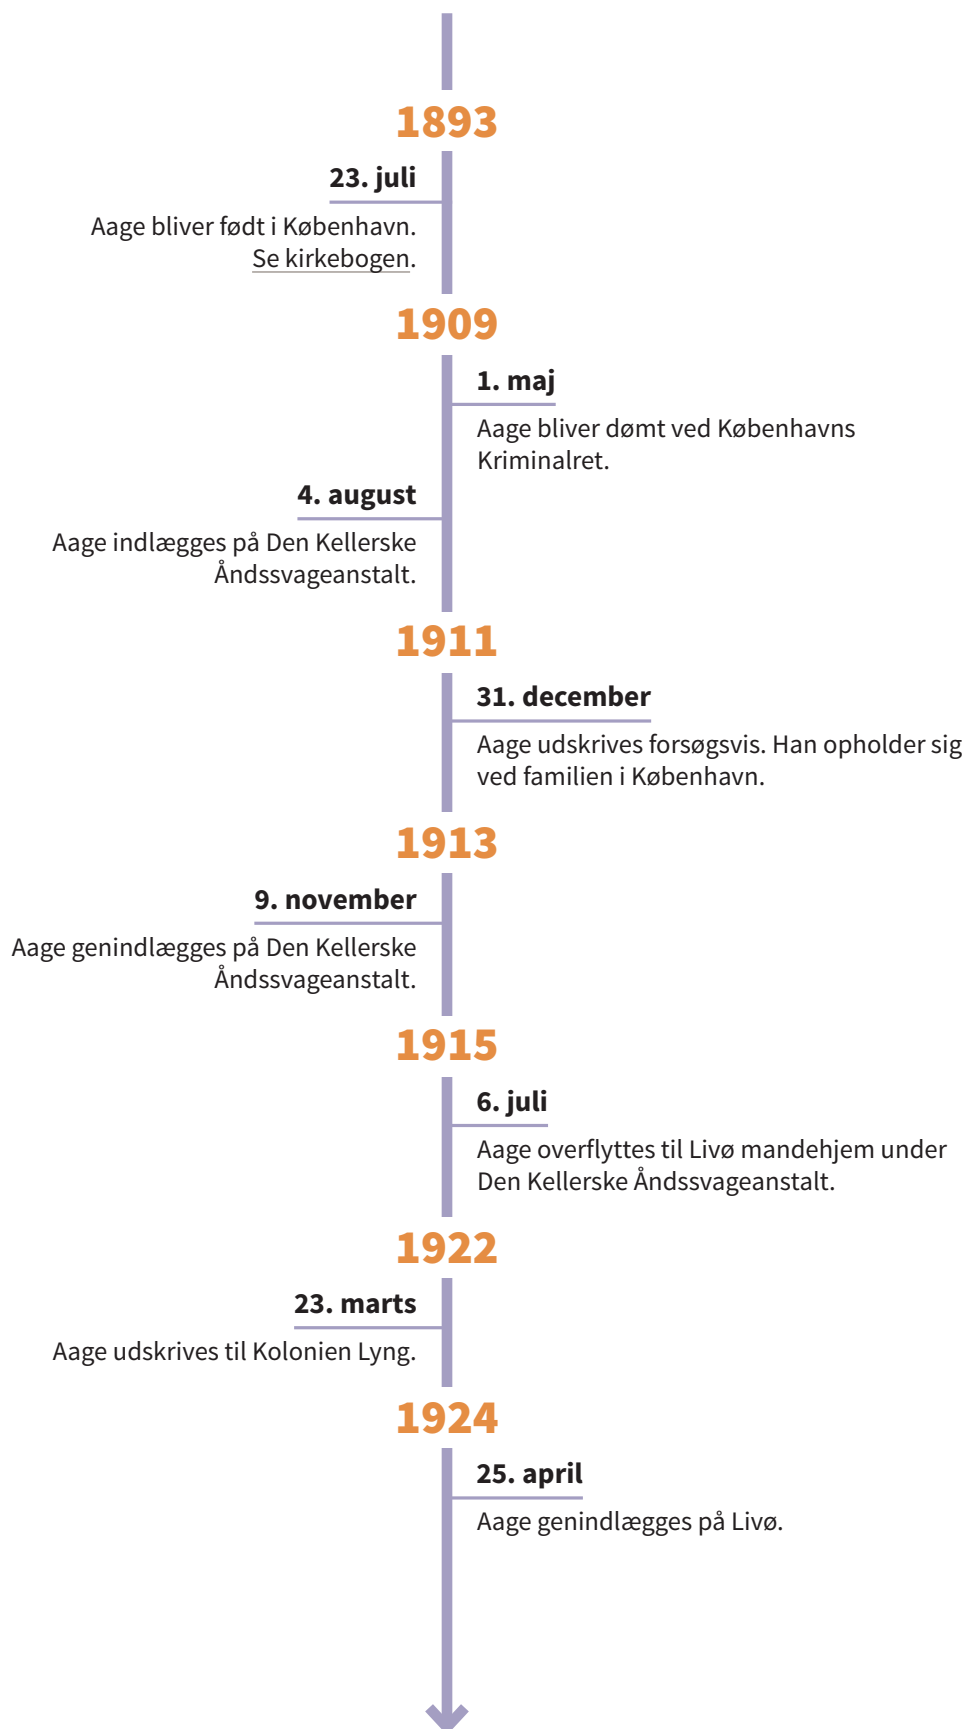 1893
23. juli
Aage bliver født i København.
Se kirkebogen.
1909
1. maj
Aage bliver dømt ved Københavns
Kriminalret.
4. august
Aage indlægges på Den Kellerske
Åndssvageanstalt.
1911
31. december
Aage udskrives forsøgsvis. Han opholder sig
ved familien i København.
1913
9. november
Aage genindlægges på Den Kellerske
Åndssvageanstalt.
1915
6. juli
Aage overflyttes til Livø mandehjem under
Den Kellerske Åndssvageanstalt.
1922
23. marts
Aage udskrives til Kolonien Lyng.
1924
25. april
Aage genindlægges på Livø.